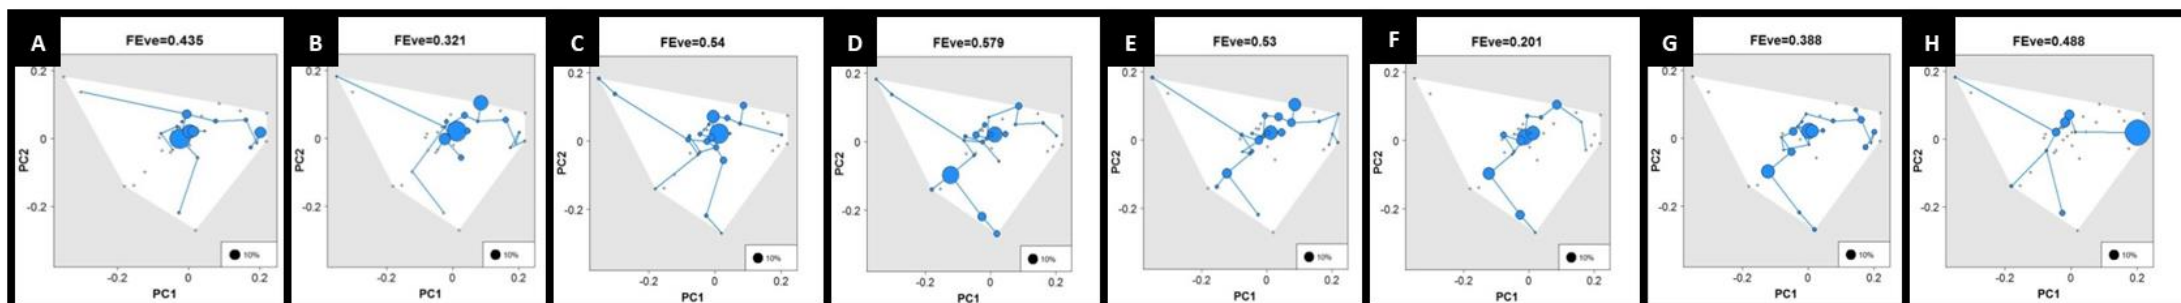 A
FEve=0.435
0.2
0
-0.2
PC2
-0.2
0
0.2
PC1
10%
B
FEve=0.321
0.2
0
-0.2
PC2
-0.2
0
0.2
PC1
10%
C
FEve=0.54
0.2
0
-0.2
PC2
-0.2
0
0.2
PC1
10%
D
FEve=0.579
0.2
0
-0.2
PC2
-0.2
0
0.2
PC1
10%
E
FEve=0.53
0.2
0
-0.2
PC2
-0.2
0
0.2
PC1
10%
F
FEve=0.201
0.2
0
-0.2
PC2
-0.2
0
0.2
PC1
10%
G
FEve=0.388
0.2
0
-0.2
PC2
-0.2
0
0.2
PC1
10%
H
FEve=0.488
0.2
0
-0.2
PC2
-0.2
0
0.2
PC1
10%